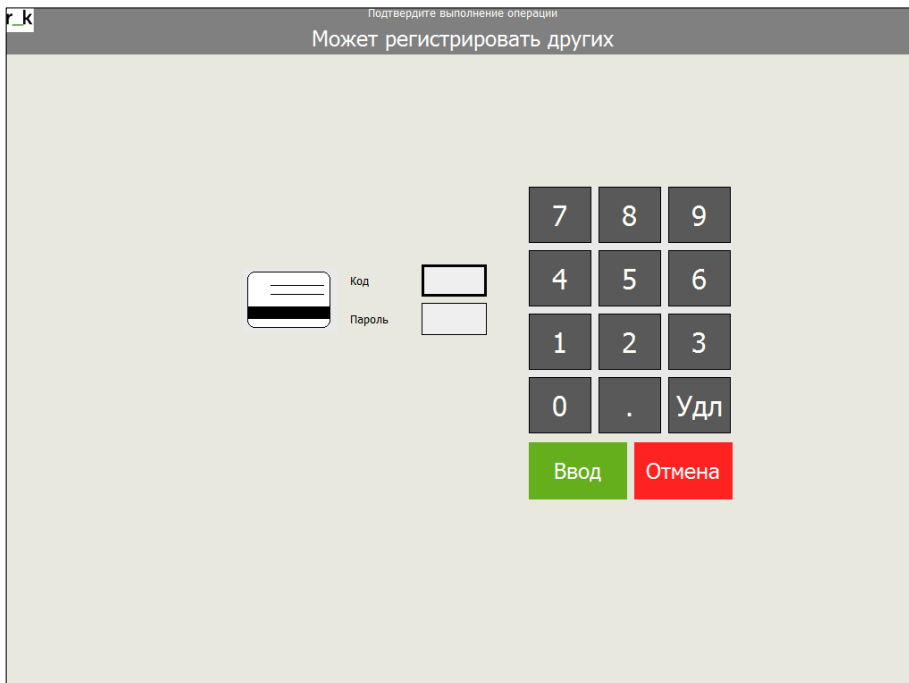 r_k
Подтвердите выполнение операции
Может регистрировать других
7 8 9
Код
4 5 6
Пароль
1 2 3
0 . Удл
Ввод Отмена